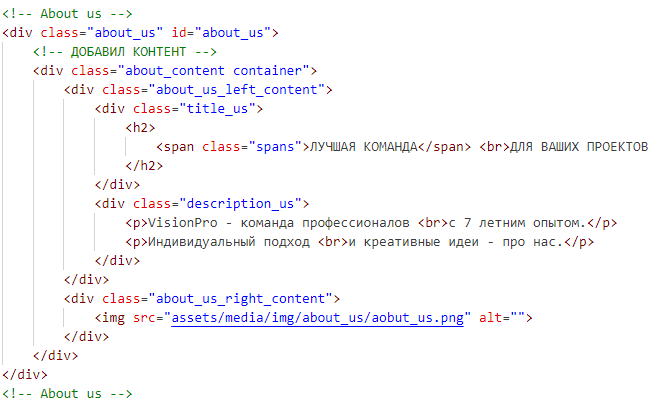 <!-- About us -->
<div class="about_us" id="about_us">
<!-- ДОБАВИЛ КОНТЕНТ -->
<div class="about_content container">
<div class="about_us_left_content">
<div class="title_us">
<h2>
<span class="spans">ЛУЧШАЯ КОМАНДА</span> <br>ДЛЯ ВАШИХ ПРОЕКТОВ
</h2>
</div>
<div class="description_us">
<p>VisionPro - команда профессионалов <br>с 7 летним опытом.</p>
<p>Индивидуальный подход <br>и креативные идеи - про нас.</p>
</div>
</div>
<div class="about_us_right_content">
<img src="assets/media/img/about_us/aobut_us.png" alt="">
</div>
</div>
</div>
<!-- About us -->